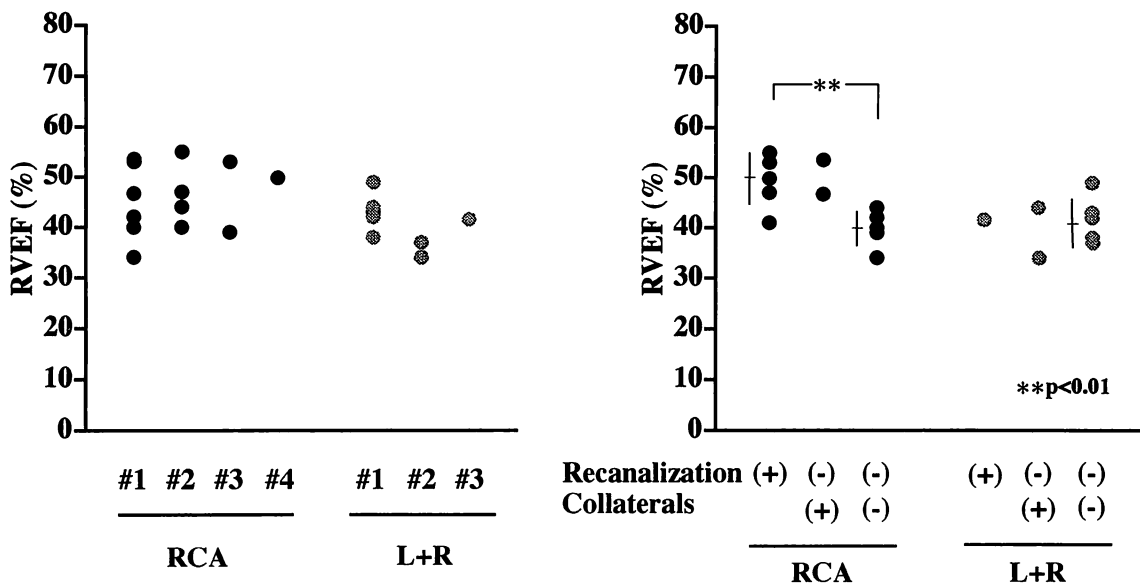 80
70
60
50
40
30
20
10
0
RVEF (%)
#1 #2 #3 #4 #1 #2 #3
RCA L+R
80
70
60
50
40
30
20
10
0
RVEF (%)
**
**p<0.01
Recanalization (+) (-) (-) (+) (-) (-)
Collaterals (+) (-) (+) (-)
RCA L+R